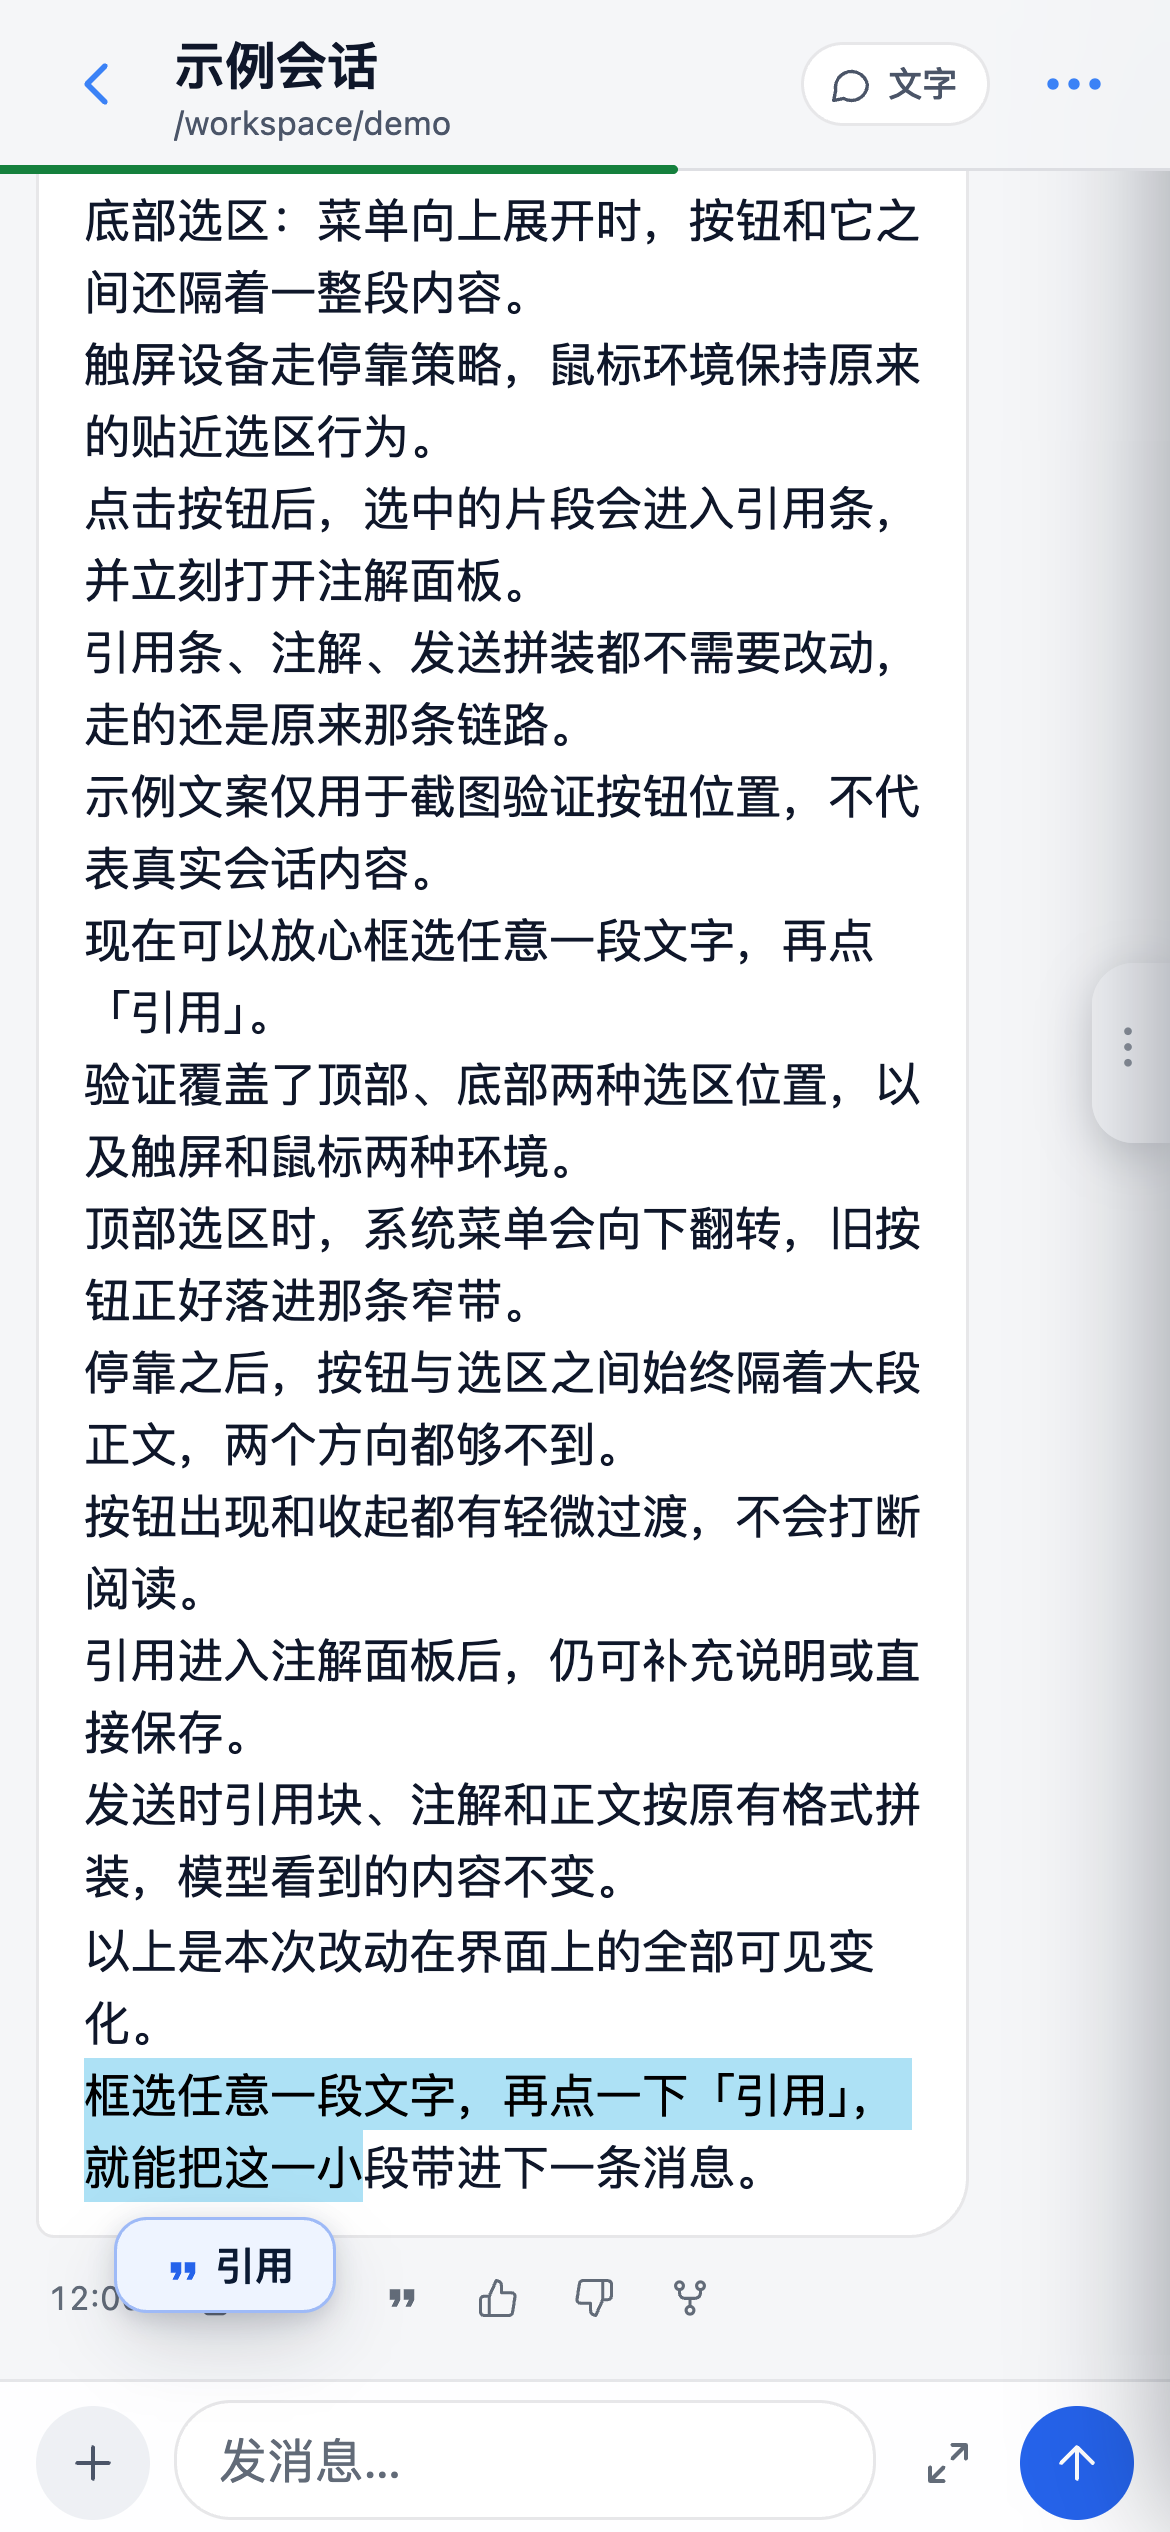 示例会话
/workspace/demo
文字
底部选区：菜单向上展开时，按钮和它之
间还隔着一整段内容。
触屏设备走停靠策略，鼠标环境保持原来
的贴近选区行为。
点击按钮后，选中的片段会进入引用条，
并立刻打开注解面板。
引用条、注解、发送拼装都不需要改动，
走的还是原来那条链路。
示例文案仅用于截图验证按钮位置，不代
表真实会话内容。
现在可以放心框选任意一段文字，再点
「引用」。
验证覆盖了顶部、底部两种选区位置，以
及触屏和鼠标两种环境。
顶部选区时，系统菜单会向下翻转，旧按
钮正好落进那条窄带。
停靠之后，按钮与选区之间始终隔着大段
正文，两个方向都够不到。
按钮出现和收起都有轻微过渡，不会打断
阅读。
引用进入注解面板后，仍可补充说明或直
接保存。
发送时引用块、注解和正文按原有格式拼
装，模型看到的内容不变。
以上是本次改动在界面上的全部可见变
化。
框选任意一段文字，再点一下「引用」，
就能把这一小段带进下一条消息。
引用
发消息...